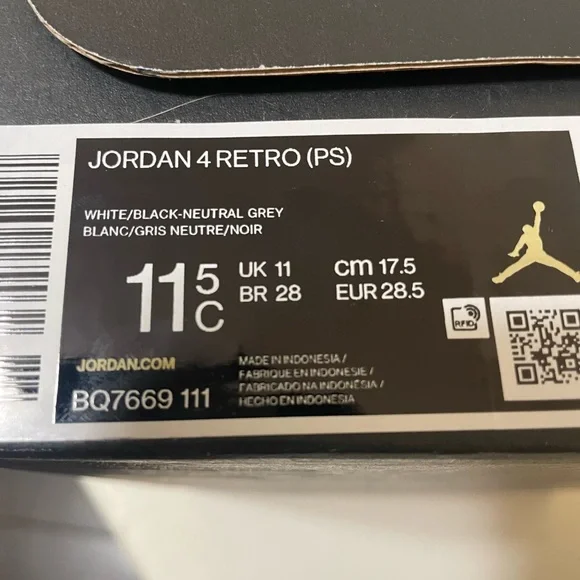 JORDAN 4 RETRO (PS)
WHITE/BLACK-NEUTRAL GREY
BLANC/GRIS NEUTRE/NOIR
11 5 C
UK 11
BR 28
cm 17.5
EUR 28.5
RFID
JORDAN.COM
BQ7669 111
MADE IN INDONESIA /
FABRIQUE EN INDONESIE /
FABRICADO NA INDONÉSIA /
HECHO EN INDONESIA